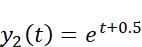 y₂(t) = e^{t+0.5}